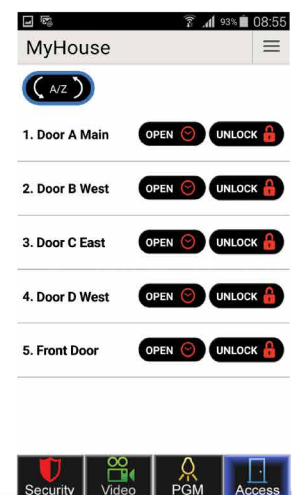 93% 08:55
MyHouse
A/Z
1. Door A Main OPEN UNLOCK
2. Door B West OPEN UNLOCK
3. Door C East OPEN UNLOCK
4. Door D West OPEN UNLOCK
5. Front Door OPEN UNLOCK
Security Video PGM Access